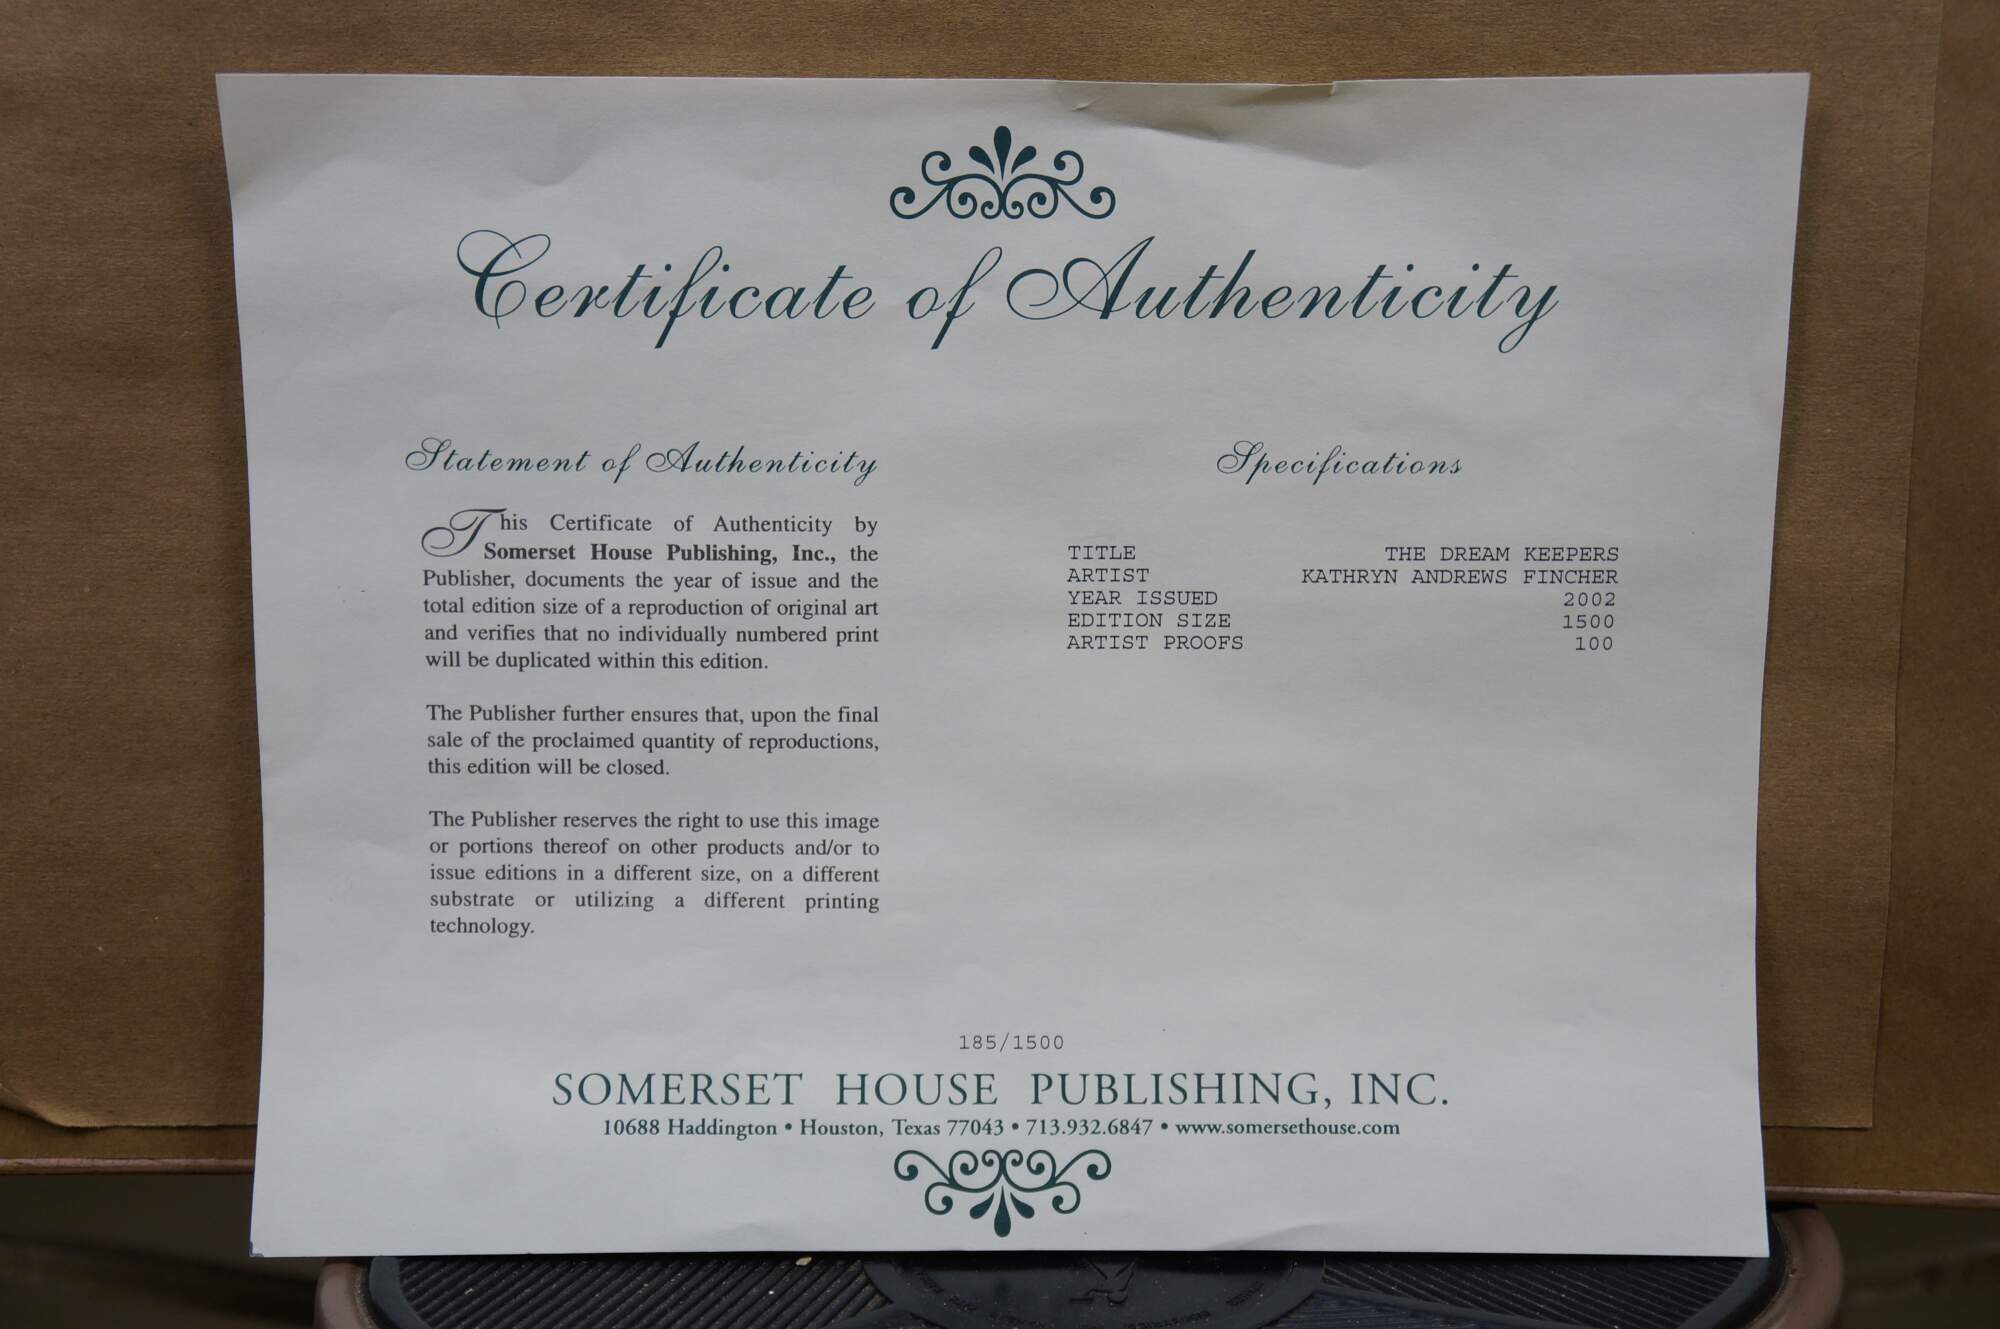 Certificate of Authenticity
Statement of Authenticity
This Certificate of Authenticity by
Somerset House Publishing, Inc., the
Publisher, documents the year of issue and the
total edition size of a reproduction of original art
and verifies that no individually numbered print
will be duplicated within this edition.
The Publisher further ensures that, upon the final
sale of the proclaimed quantity of reproductions,
this edition will be closed.
The Publisher reserves the right to use this image
or portions thereof on other products and/or to
issue editions in a different size, on a different
substrate or utilizing a different printing
technology.
Specifications
TITLE THE DREAM KEEPERS
ARTIST KATHRYN ANDREWS FINCHER
YEAR ISSUED 2002
EDITION SIZE 1500
ARTIST PROOFS 100
185/1500
SOMERSET HOUSE PUBLISHING, INC.
10688 Haddington • Houston, Texas 77043 • 713.932.6847 • www.somersethouse.com